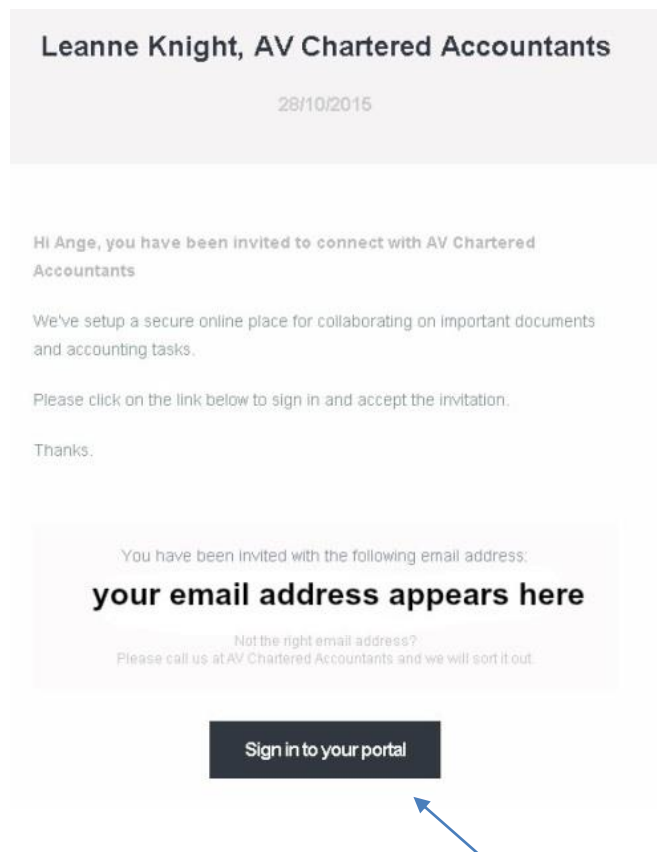 Leanne Knight, AV Chartered Accountants
28/10/2015
Hi Ange, you have been invited to connect with AV Chartered
Accountants
We've setup a secure online place for collaborating on important documents
and accounting tasks.
Please click on the link below to sign in and accept the invitation.
Thanks.
You have been invited with the following email address:
your email address appears here
Not the right email address?
Please call us at AV Chartered Accountants and we will sort it out.
Sign in to your portal